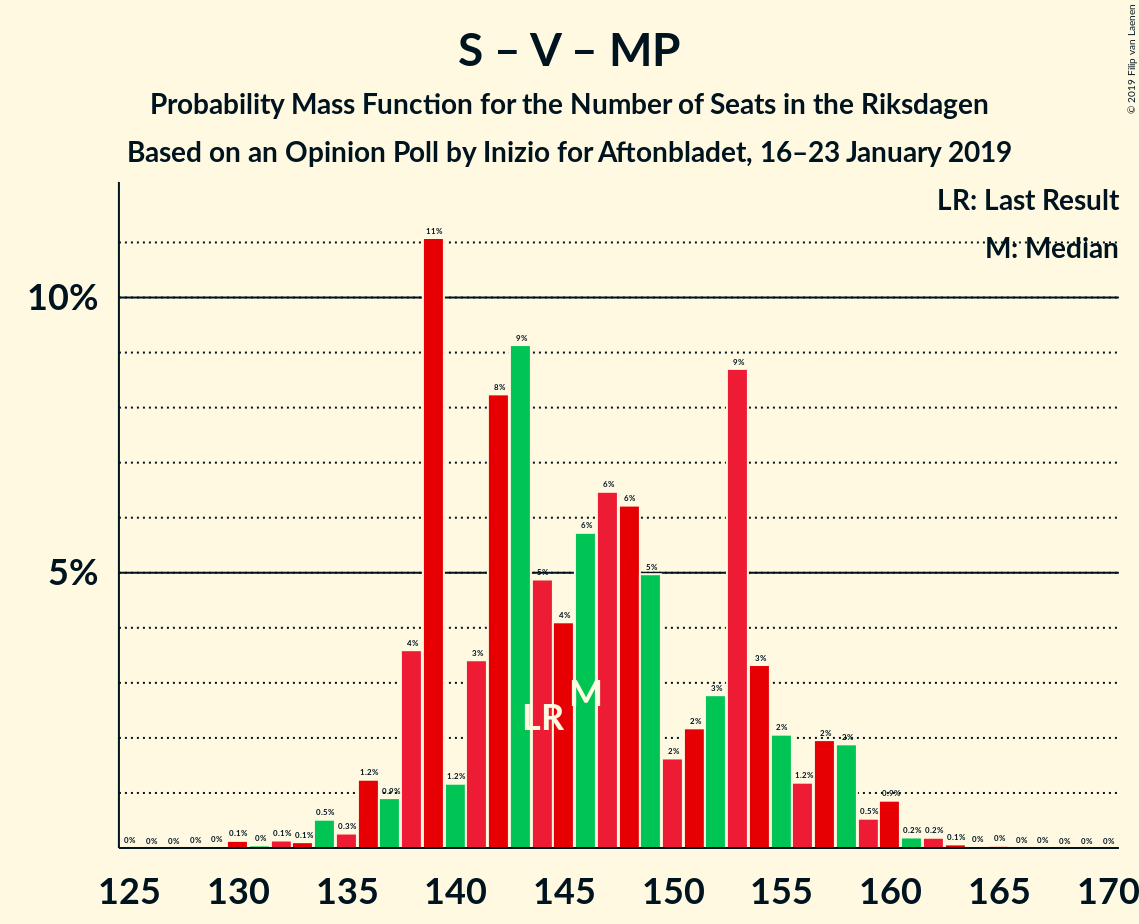 S – V – MP
Probability Mass Function for the Number of Seats in the Riksdagen
Based on an Opinion Poll by Inizio for Aftonbladet, 16–23 January 2019
© 2019 Filip van Laenen
LR: Last Result
M: Median
10%
5%
0% 0% 0% 0% 0% 0.1% 0% 0.1% 0.1% 0.5% 0.3% 1.2% 0.9% 4% 11% 1.2% 3% 8% 9% 5% 4% 6% 6% 6% 5% 2% 2% 3% 9% 3% 2% 1.2% 2% 2% 0.5% 0.9% 0.2% 0.2% 0.1% 0% 0% 0% 0% 0% 0% 0%
LR
M
125 130 135 140 145 150 155 160 165 170